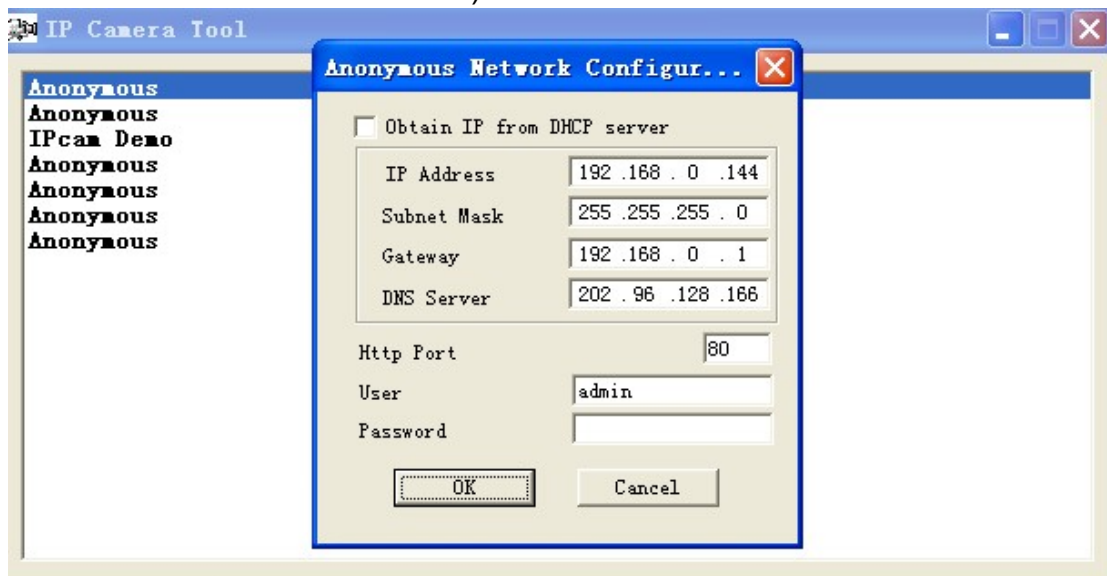 IP Camera Tool
Anonymous Network Configur...
Anonymous
Anonymous
IPcam Demo
Anonymous
Anonymous
Anonymous
Anonymous
Obtain IP from DHCP server
IP Address 192 .168 . 0 .144
Subnet Mask 255 .255 .255 . 0
Gateway 192 .168 . 0 . 1
DNS Server 202 . 96 .128 .166
Http Port 80
User admin
Password
OK Cancel